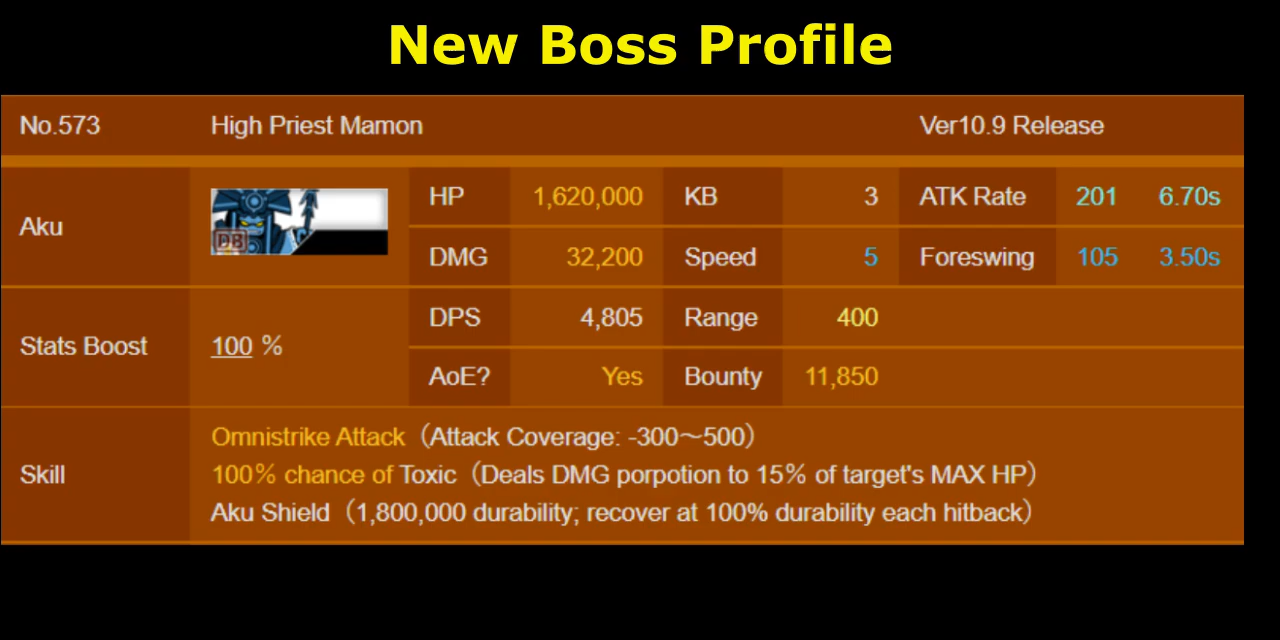 New Boss Profile
No.573 High Priest Mamon Ver10.9 Release
Aku
DB
HP 1,620,000 KB 3 ATK Rate 201 6.70s
DMG 32,200 Speed 5 Foreswing 105 3.50s
Stats Boost 100 %
DPS 4,805 Range 400
AoE? Yes Bounty 11,850
Skill
Omnistrike Attack（Attack Coverage: -300～500）
100% chance of Toxic（Deals DMG porpotion to 15% of target's MAX HP）
Aku Shield（1,800,000 durability; recover at 100% durability each hitback）